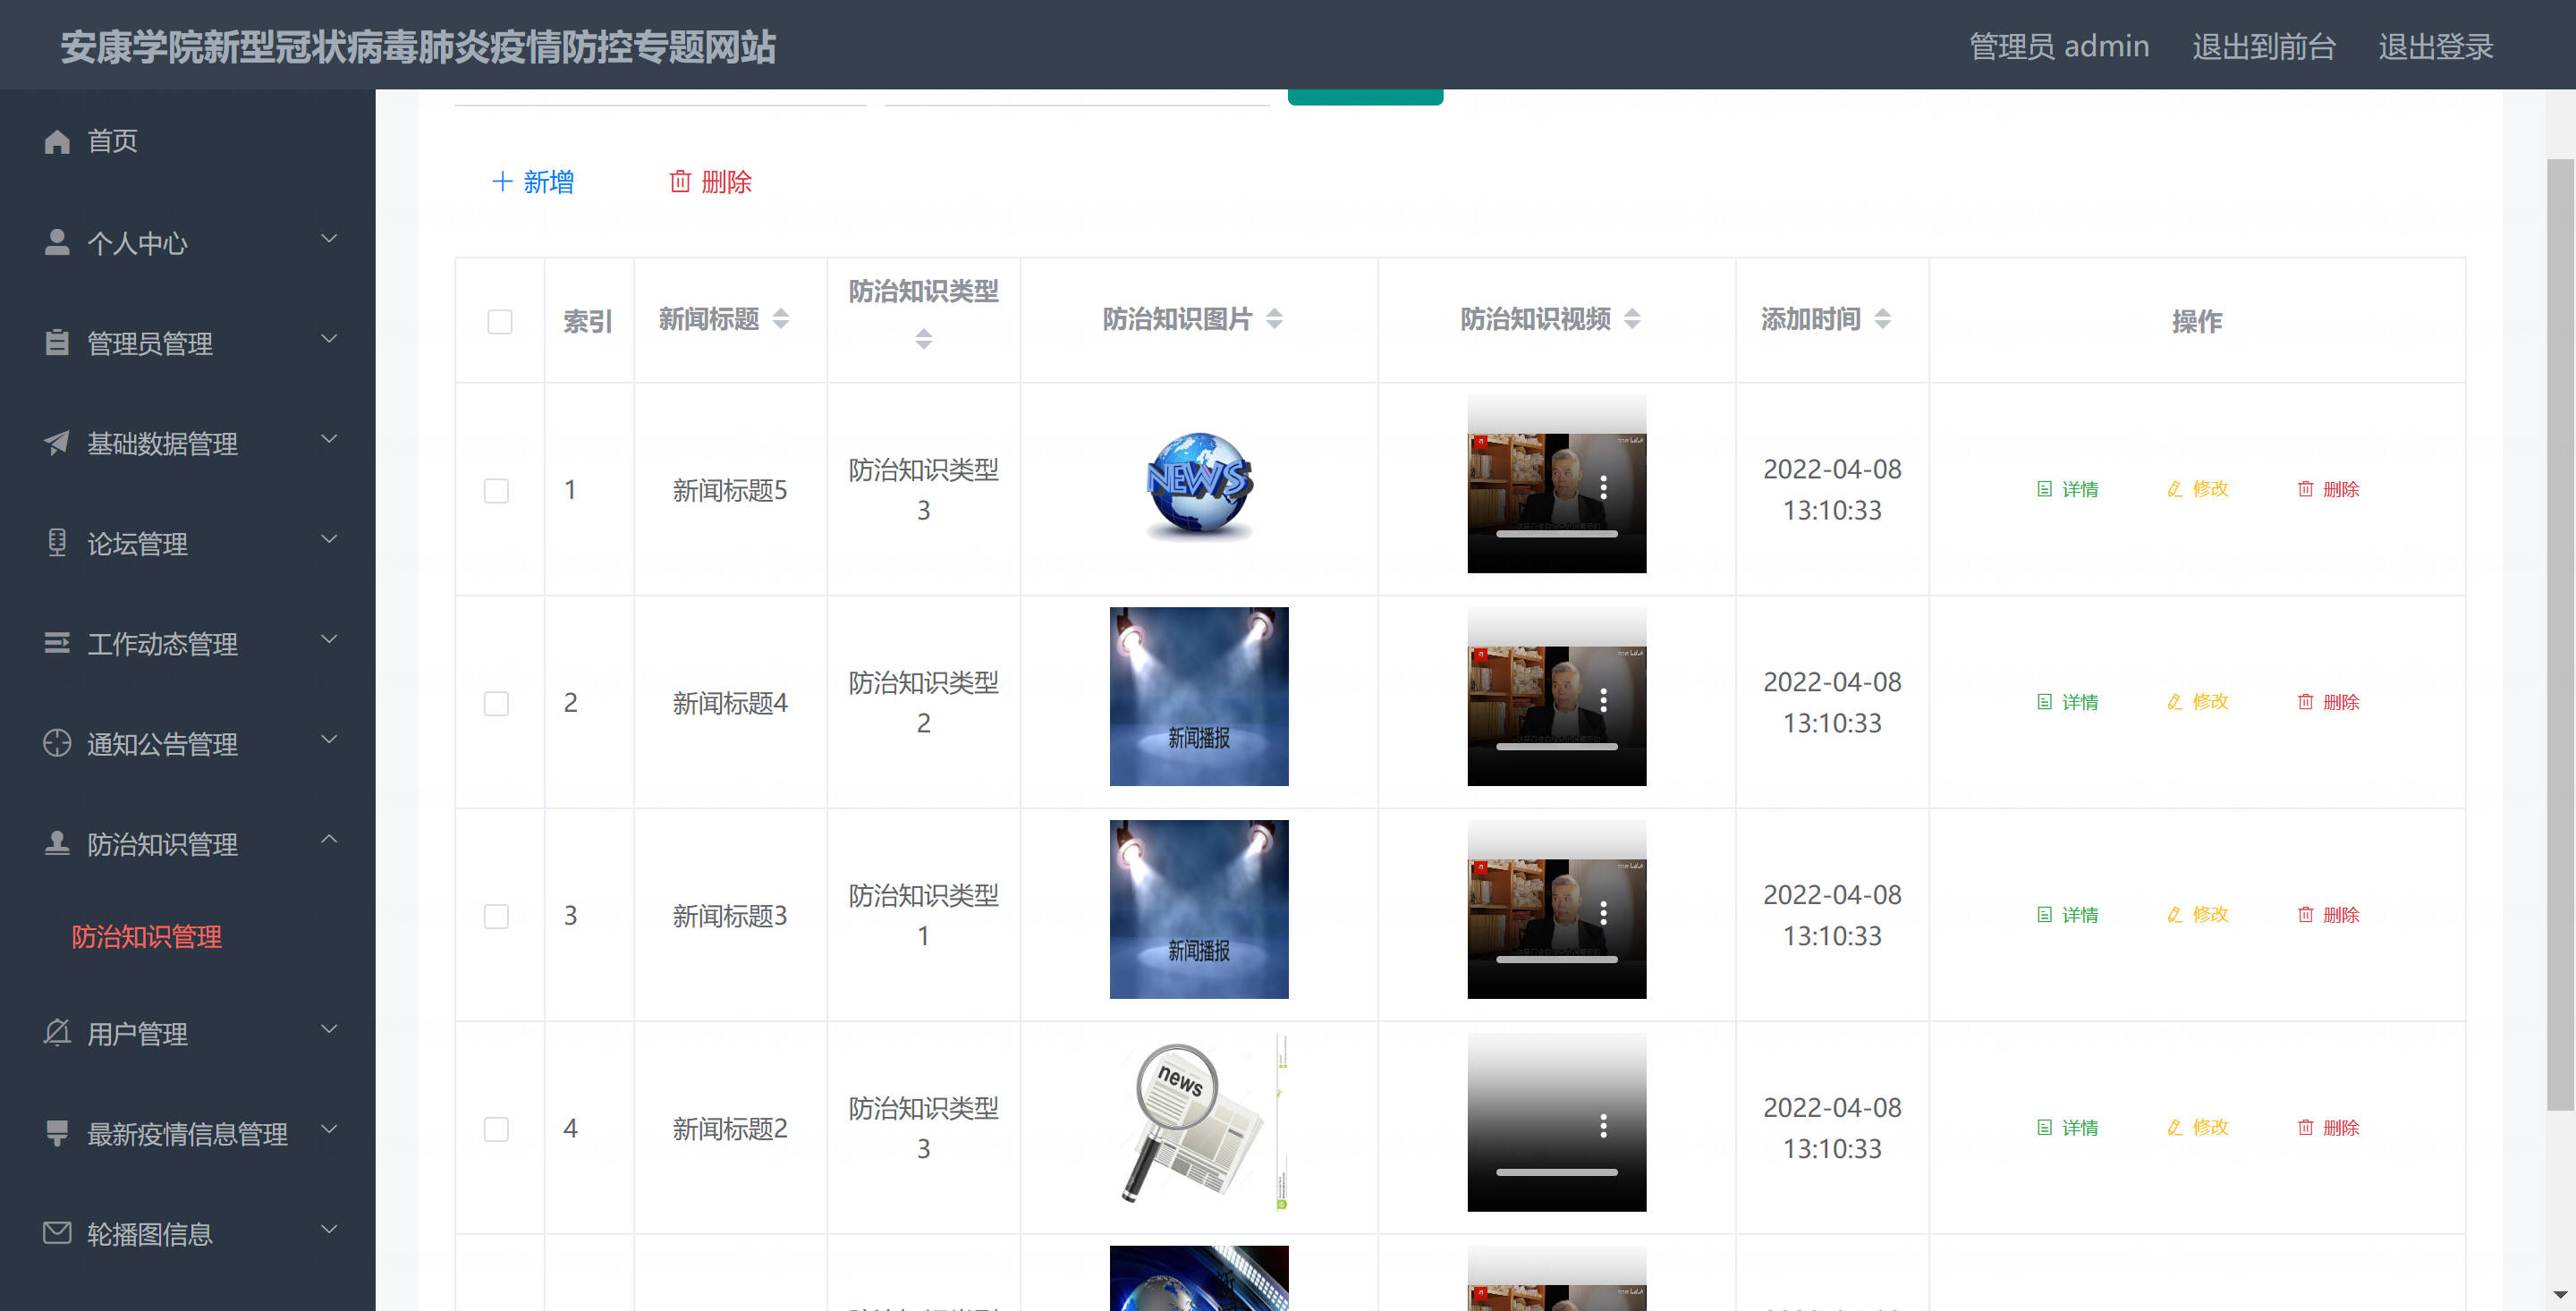 安康学院新型冠状病毒肺炎疫情防控专题网站
管理员 admin
退出到前台
退出登录
首页
个人中心
管理员管理
基础数据管理
论坛管理
工作动态管理
通知公告管理
防治知识管理
防治知识管理
用户管理
最新疫情信息管理
轮播图信息
新增
删除
索引
新闻标题
防治知识类型
防治知识图片
防治知识视频
添加时间
操作
1
新闻标题5
防治知识类型
3
NEWS
2022-04-08
13:10:33
详情
修改
删除
2
新闻标题4
防治知识类型
2
新闻播报
2022-04-08
13:10:33
详情
修改
删除
3
新闻标题3
防治知识类型
1
新闻播报
2022-04-08
13:10:33
详情
修改
删除
4
新闻标题2
防治知识类型
3
news
2022-04-08
13:10:33
详情
修改
删除